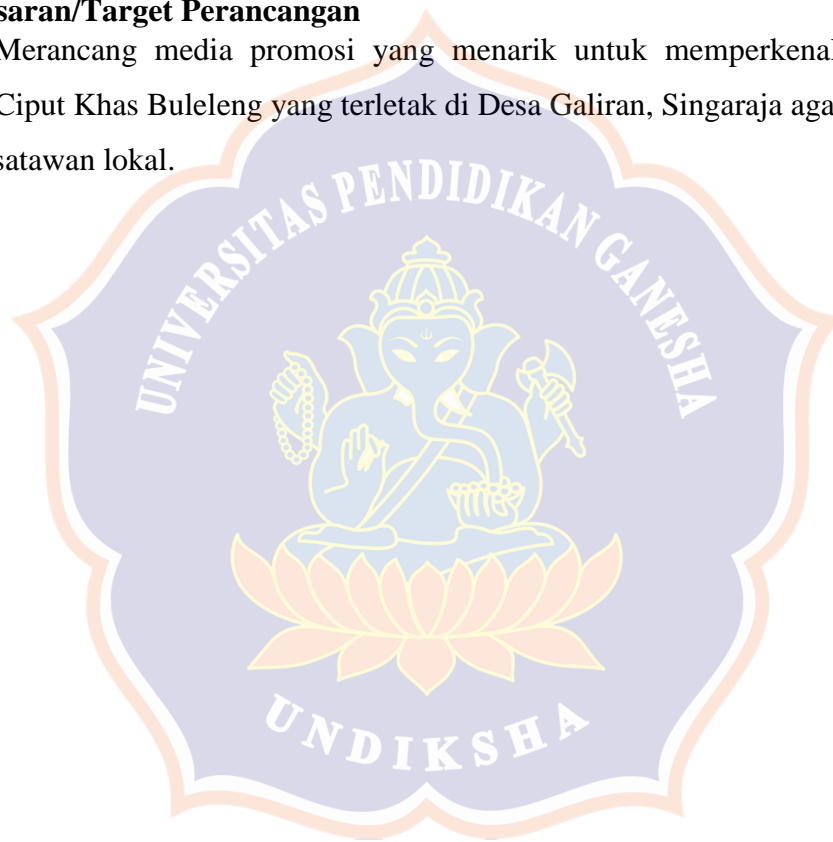 saran/Target Perancangan
Merancang media promosi yang menarik untuk memperkenal
Ciput Khas Buleleng yang terletak di Desa Galiran, Singaraja aga
satawan lokal.
UNIVERSITAS PENDIDIKAN GANESHA
UNDIKSHA